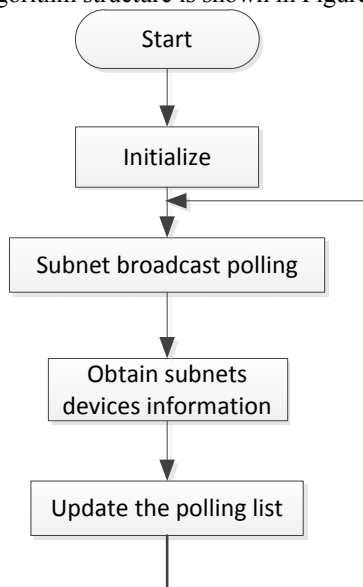 algorithm structure is shown in Figure
Start
Initialize
Subnet broadcast polling
Obtain subnets
devices information
Update the polling list